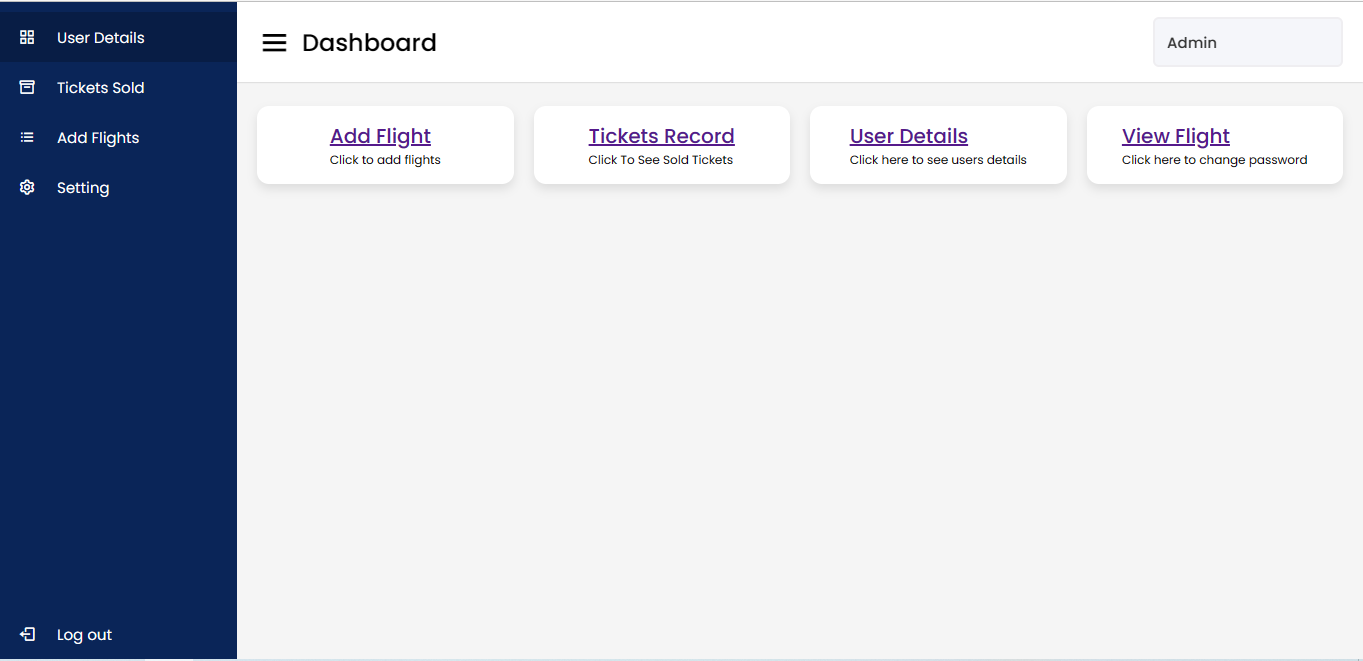 User Details
Tickets Sold
Add Flights
Setting
Log out
Dashboard
Admin
Add Flight
Click to add flights
Tickets Record
Click To See Sold Tickets
User Details
Click here to see users details
View Flight
Click here to change password